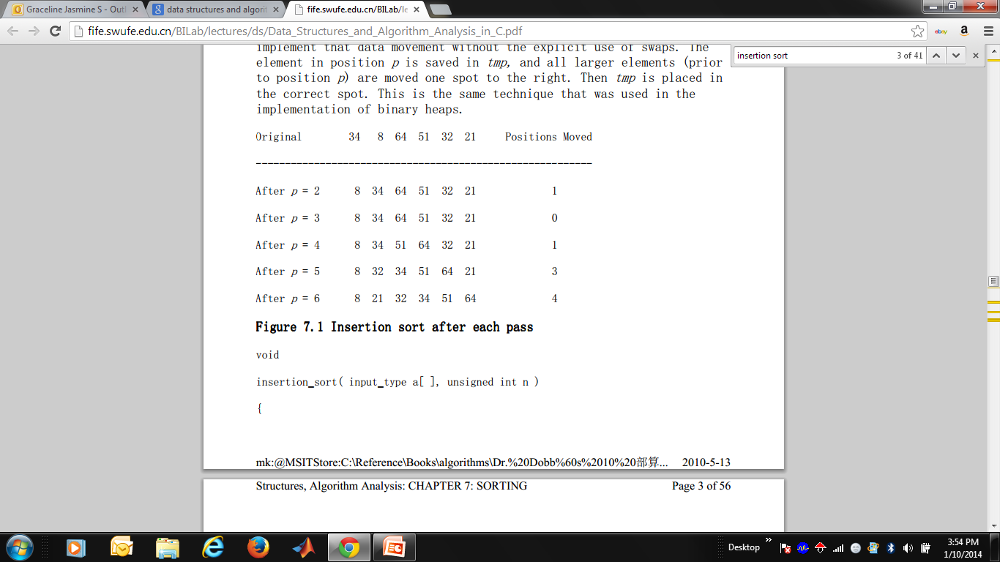 Graceline Jasmine S - Outl
data structures and algorit
fife.swufe.edu.cn/BILab/le
fife.swufe.edu.cn/BILab/lectures/ds/Data_Structures_and_Algorithm_Analysis_in_C.pdf
ebay
a
insertion sort 3 of 41
implement that data movement without the explicit use of swaps. The
element in position p is saved in tmp, and all larger elements (prior
to position p) are moved one spot to the right. Then tmp is placed in
the correct spot. This is the same technique that was used in the
implementation of binary heaps.
Original 34 8 64 51 32 21 Positions Moved
----------------------------------------------------------
After p = 2 8 34 64 51 32 21 1
After p = 3 8 34 64 51 32 21 0
After p = 4 8 34 51 64 32 21 1
After p = 5 8 32 34 51 64 21 3
After p = 6 8 21 32 34 51 64 4
Figure 7.1 Insertion sort after each pass
void
insertion_sort( input_type a[ ], unsigned int n )
{
mk:@MSITStore:C:\Reference\Books\algorithms\Dr.%20Dobb%60s%2010%20部算... 2010-5-13
Structures, Algorithm Analysis: CHAPTER 7: SORTING Page 3 of 56
Desktop
3:54 PM
1/10/2014